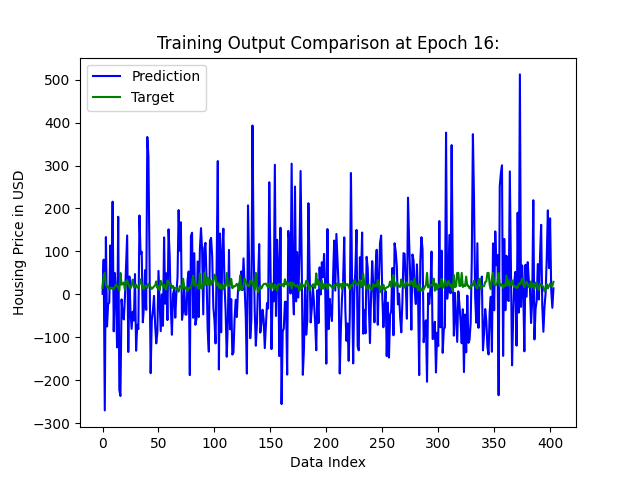 Training Output Comparison at Epoch 16:
Prediction
Target
Housing Price in USD
500
400
300
200
100
0
−100
−200
−300
0 50 100 150 200 250 300 350 400
Data Index